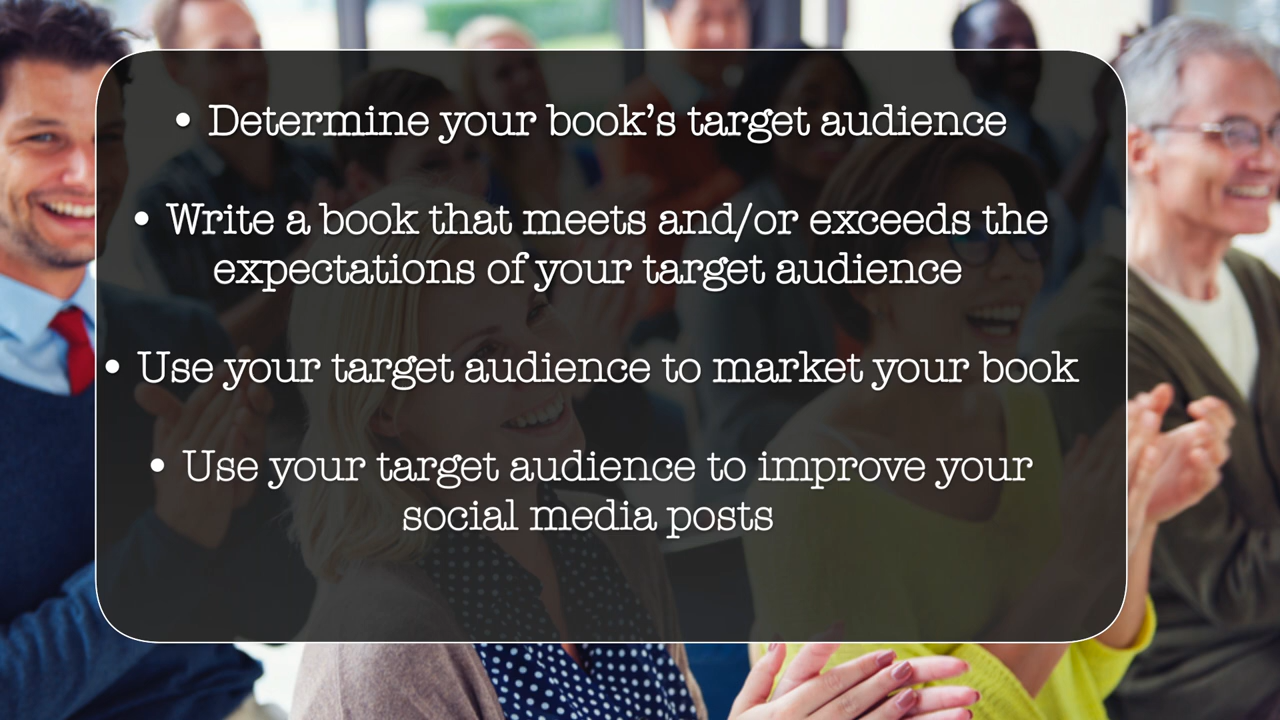 • Determine your book's target audience
• Write a book that meets and/or exceeds the
expectations of your target audience
• Use your target audience to market your book
• Use your target audience to improve your
social media posts